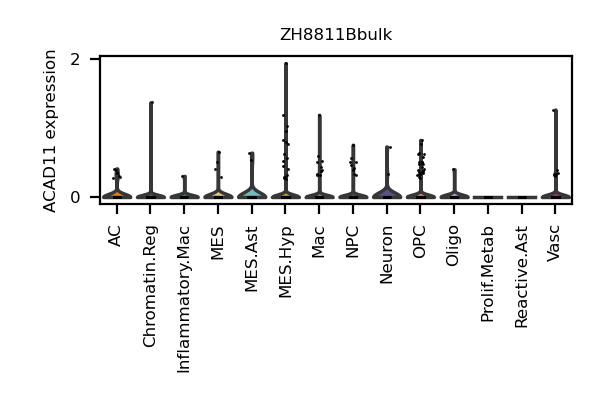 ZH8811Bbulk
ACAD11 expression
2
0
AC
Chromatin.Reg
Inflammatory.Mac
MES
MES.Ast
MES.Hyp
Mac
NPC
Neuron
OPC
Oligo
Prolif.Metab
Reactive.Ast
Vasc